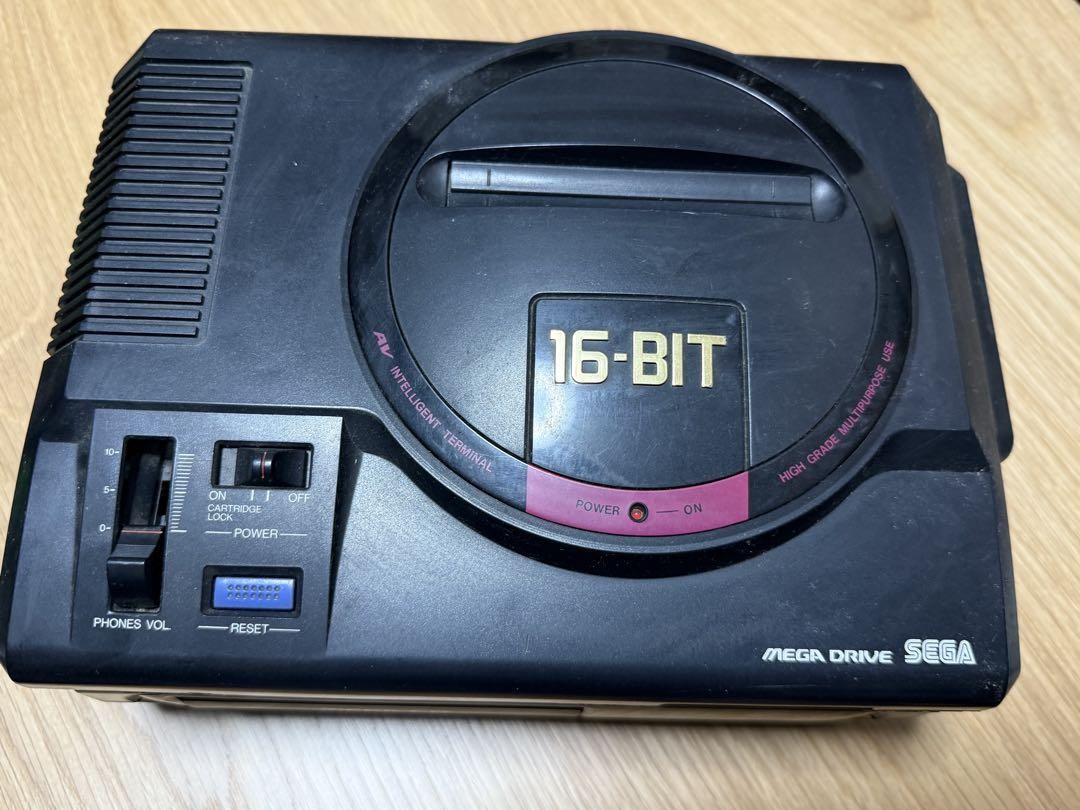 16-BIT
AV INTELLIGENT TERMINAL
HIGH GRADE MULTIPURPOSE USE
POWER ON
10
5
0
PHONES VOL.
ON OFF
CARTRIDGE
LOCK
POWER
RESET
MEGA DRIVE SEGA